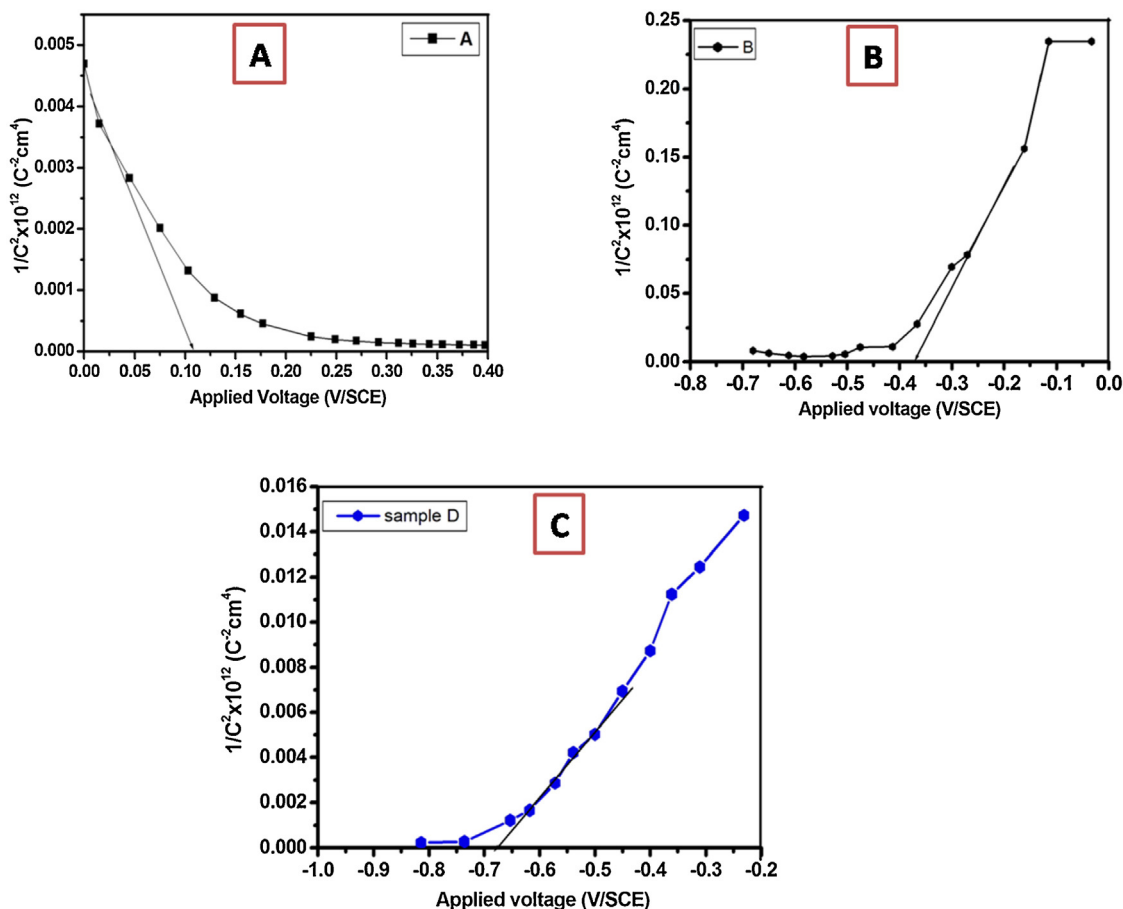 A
A
1/C²x10¹² (C⁻²cm⁴)
0.005
0.004
0.003
0.002
0.001
0.000
0.00 0.05 0.10 0.15 0.20 0.25 0.30 0.35 0.40
Applied Voltage (V/SCE)
B
B
1/C²x10¹² (C⁻²cm⁴)
0.25
0.20
0.15
0.10
0.05
0.00
-0.8 -0.7 -0.6 -0.5 -0.4 -0.3 -0.2 -0.1 0.0
Applied voltage (V/SCE)
sample D
C
1/C²x10¹² (C⁻²cm⁴)
0.016
0.014
0.012
0.010
0.008
0.006
0.004
0.002
0.000
-1.0 -0.9 -0.8 -0.7 -0.6 -0.5 -0.4 -0.3 -0.2
Applied voltage (V/SCE)